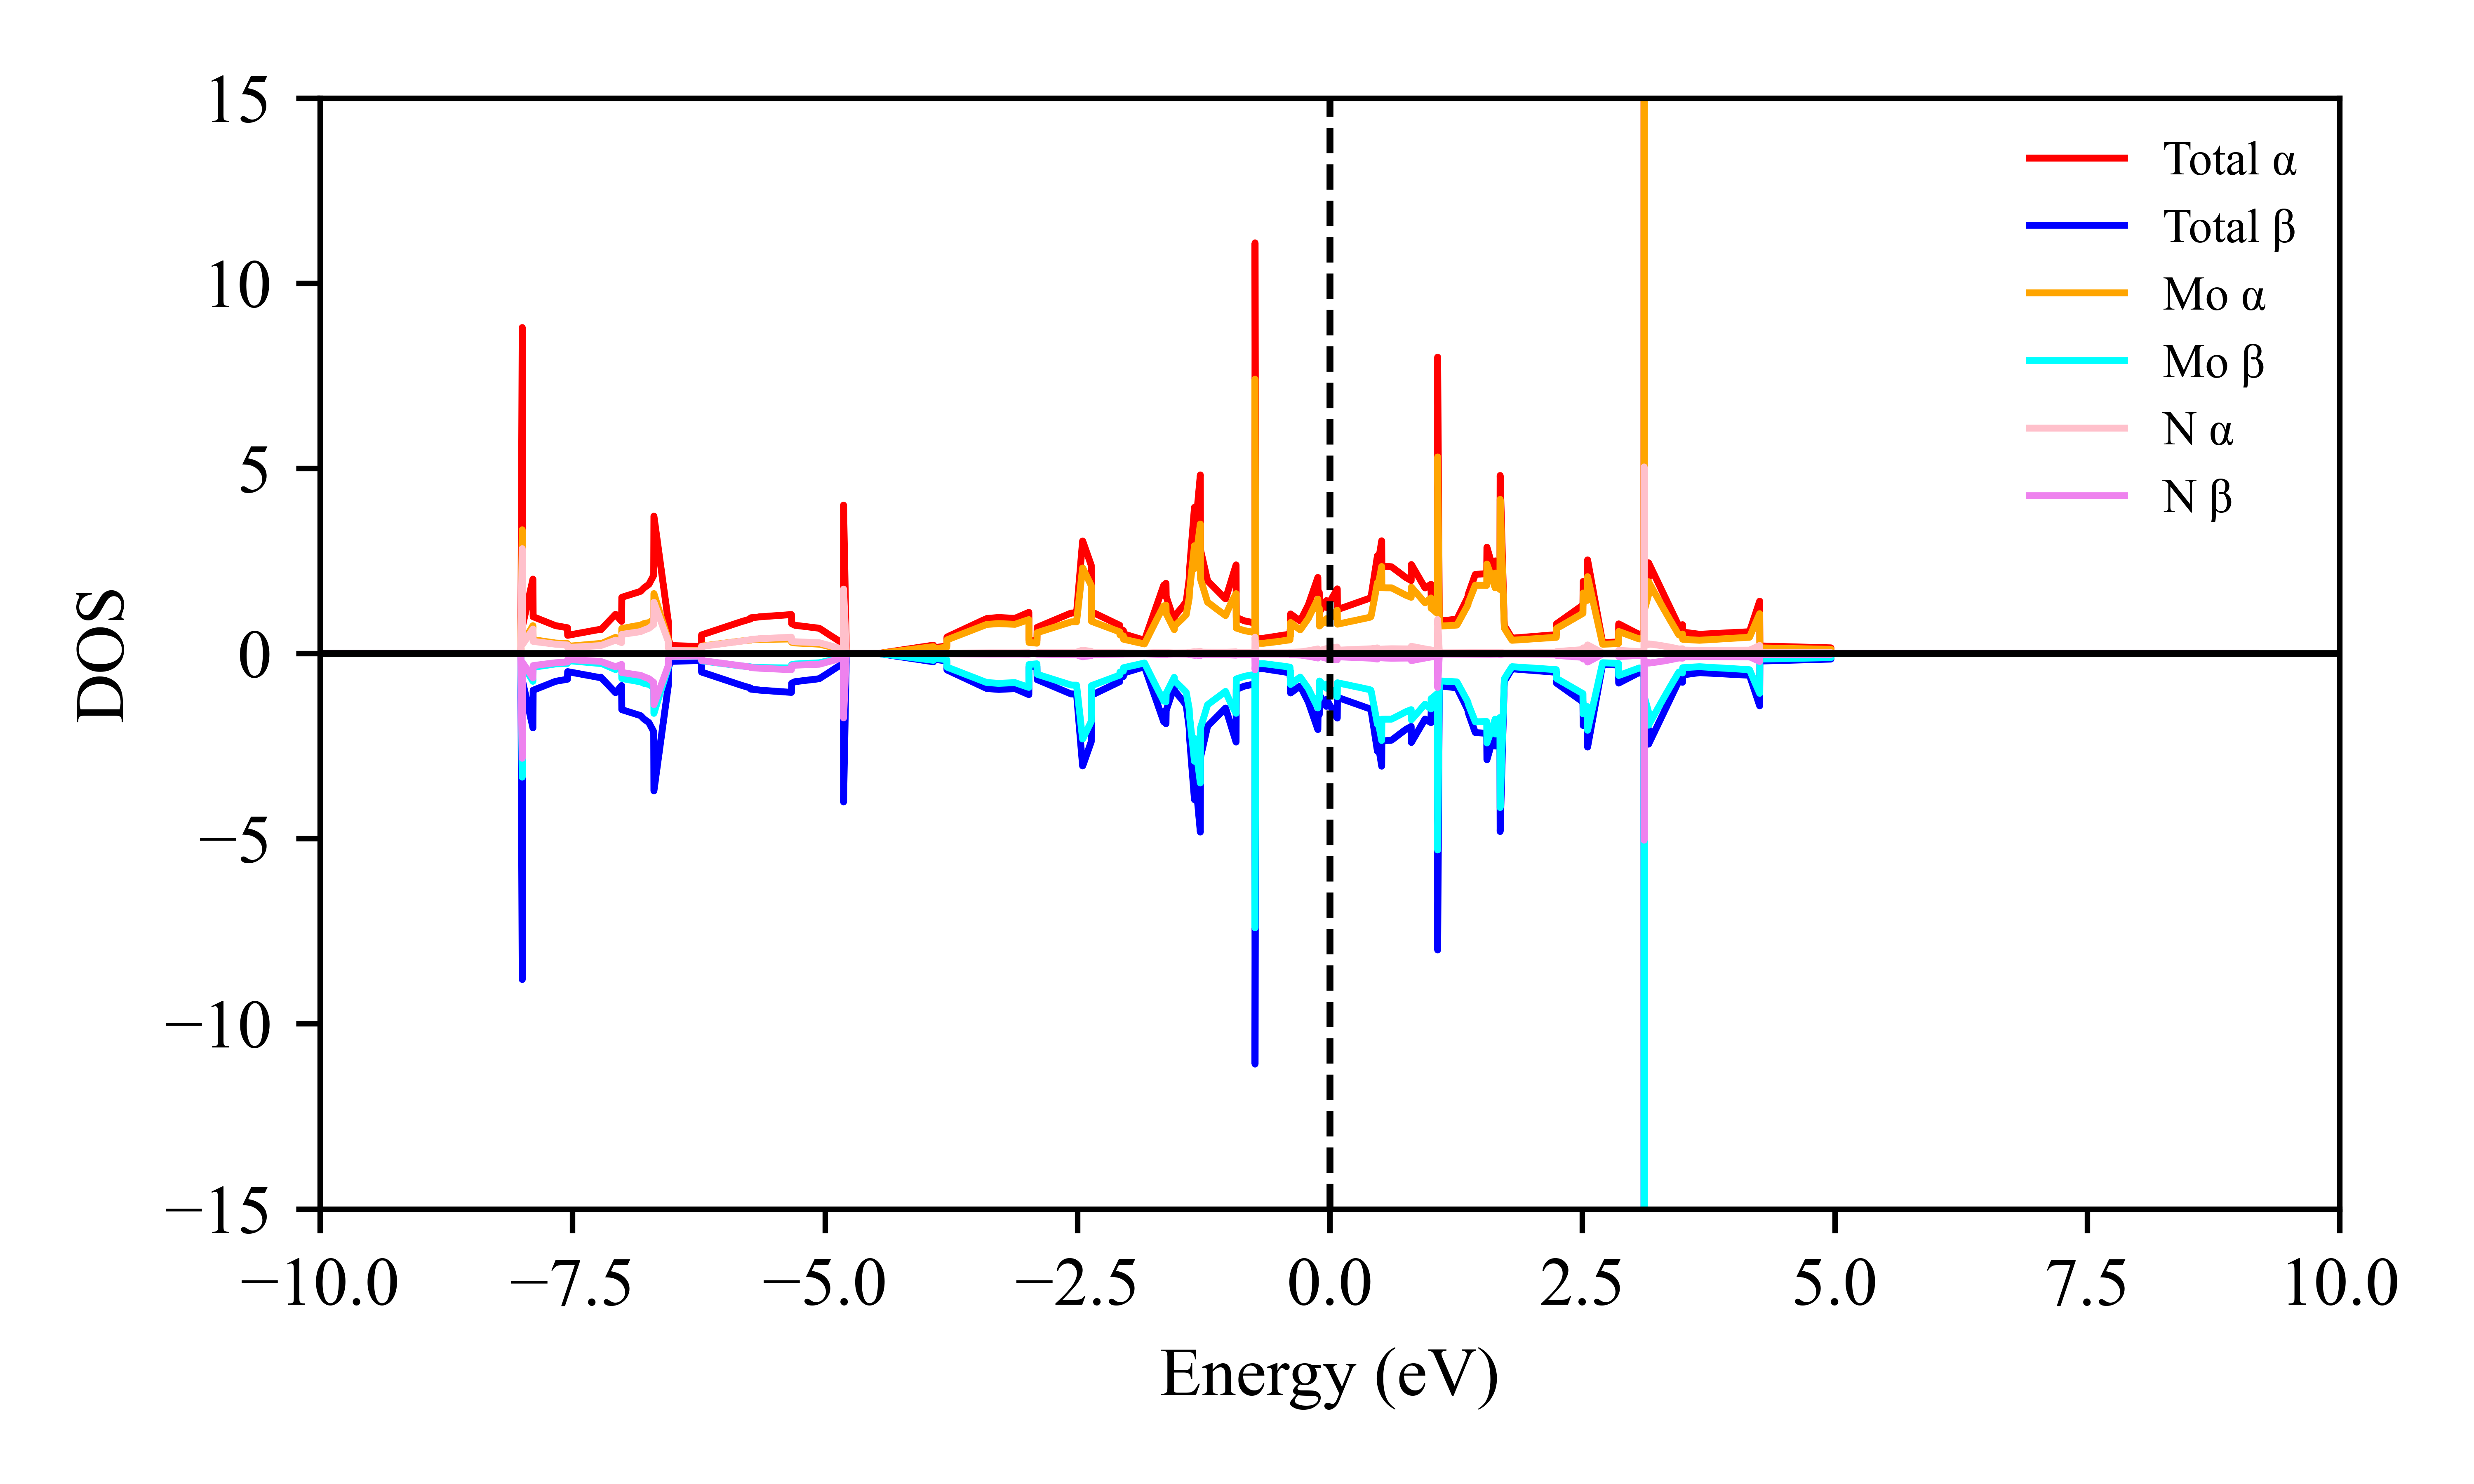 15
10
5
0
−5
−10
−15
DOS
Total α
Total β
Mo α
Mo β
N α
N β
−10.0 −7.5 −5.0 −2.5 0.0 2.5 5.0 7.5 10.0
Energy (eV)